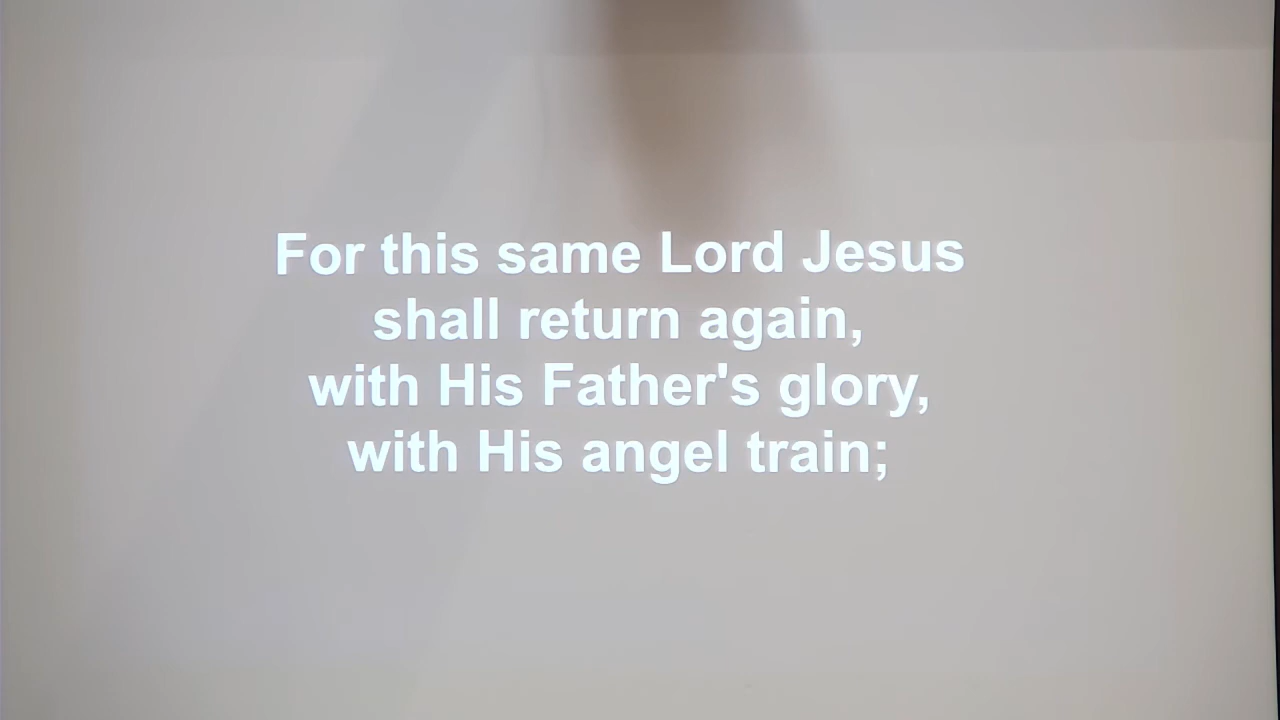 For this same Lord Jesus
shall return again,
with His Father's glory,
with His angel train;